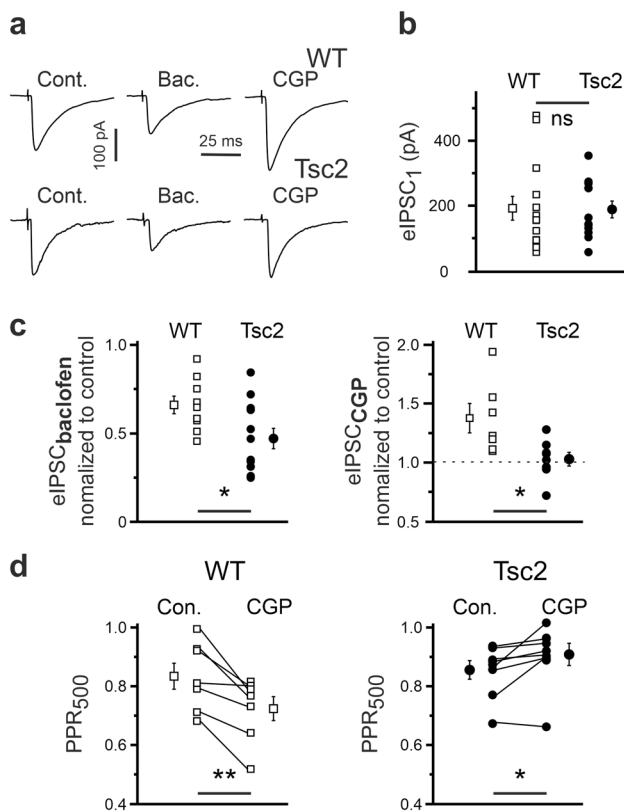 a
WT
Cont.
Bac.
CGP
100 pA
25 ms
Tsc2
Cont.
Bac.
CGP
b
WT
Tsc2
ns
eIPSC1 (pA)
400
200
0
c
WT
Tsc2
eIPSCbaclofen
nomalized to control
1.0
0.5
0
*
WT
Tsc2
eIPSCCGP
nomalized to control
2.0
1.5
1.0
0.5
*
d
WT
Con.
CGP
PPR500
1.0
0.8
0.6
0.4
**
Tsc2
Con.
CGP
PPR500
1.0
0.8
0.6
0.4
*